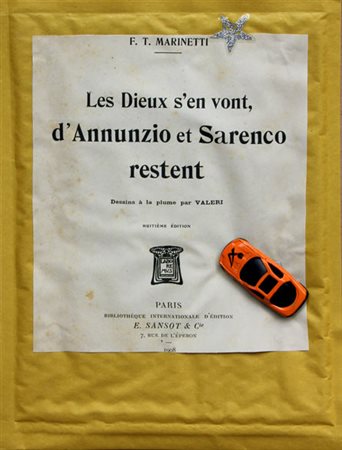 F. T. MARINETTI
Les Dieux s'en vont,
d'Annunzio et Sarenco
restent
Dessins à la plume par VALERI
HUITIÈME ÉDITION
PARIS
BIBLIOTHÈQUE INTERNATIONALE D'ÉDITION
E. SANSOT & Cie
7, RUE DE L'ÉPERON
1908